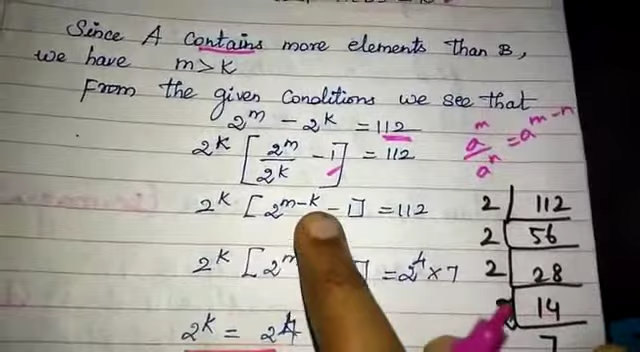 Since A Contains more elements Than B,
we have m>k
From the given Conditions we see that
2^m - 2^k = 112
2^k [2^m/2^k - 1] = 112
a^m/a^n = a^m-n
2^k [2^m-k - 1] = 112
2^k [2^m ] = 2^4 × 7
2^k = 2^4
2 | 112
2 | 56
2 | 28
14
7